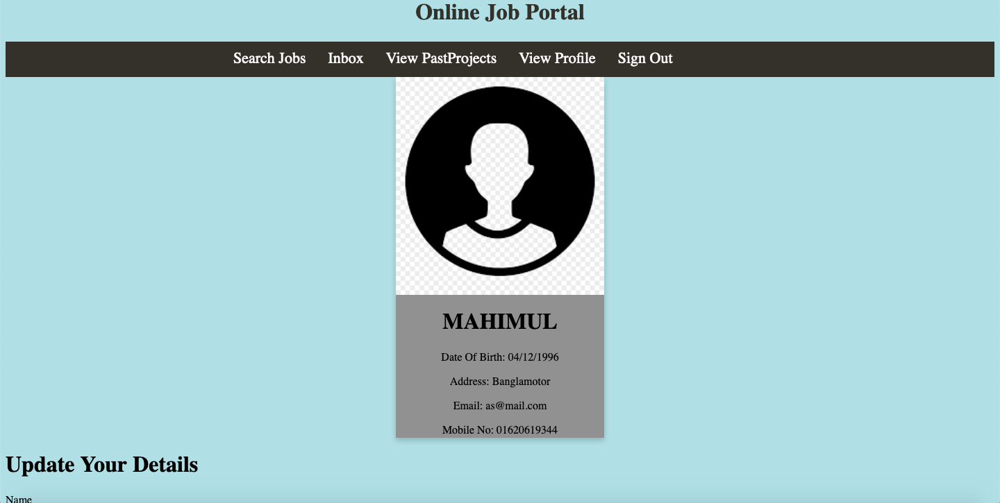 Online Job Portal
Search Jobs Inbox View PastProjects View Profile Sign Out
MAHIMUL
Date Of Birth: 04/12/1996
Address: Banglamotor
Email: as@mail.com
Mobile No: 01620619344
Update Your Details
Name